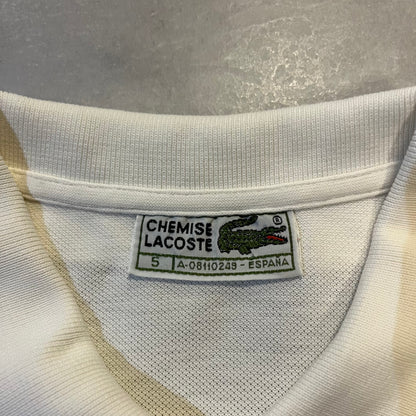 CHEMISE
LACOSTE
®
5 A-08110249-ESPAÑA